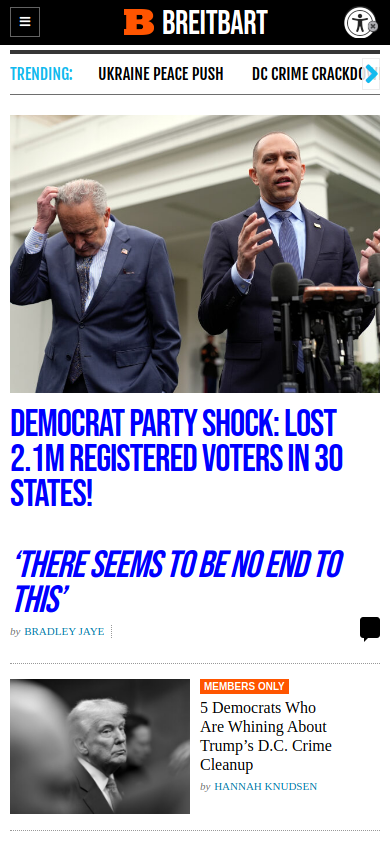 B BREITBART
TRENDING: UKRAINE PEACE PUSH DC CRIME
DEMOCRAT PARTY SHOCK: LOST
2.1M REGISTERED VOTERS IN 30
STATES!
‘THERE SEEMS TO BE NO END TO
THIS’
by BRADLEY JAYE
MEMBERS ONLY
5 Democrats Who
Are Whining About
Trump’s D.C. Crime
Cleanup
by HANNAH KNUDSEN